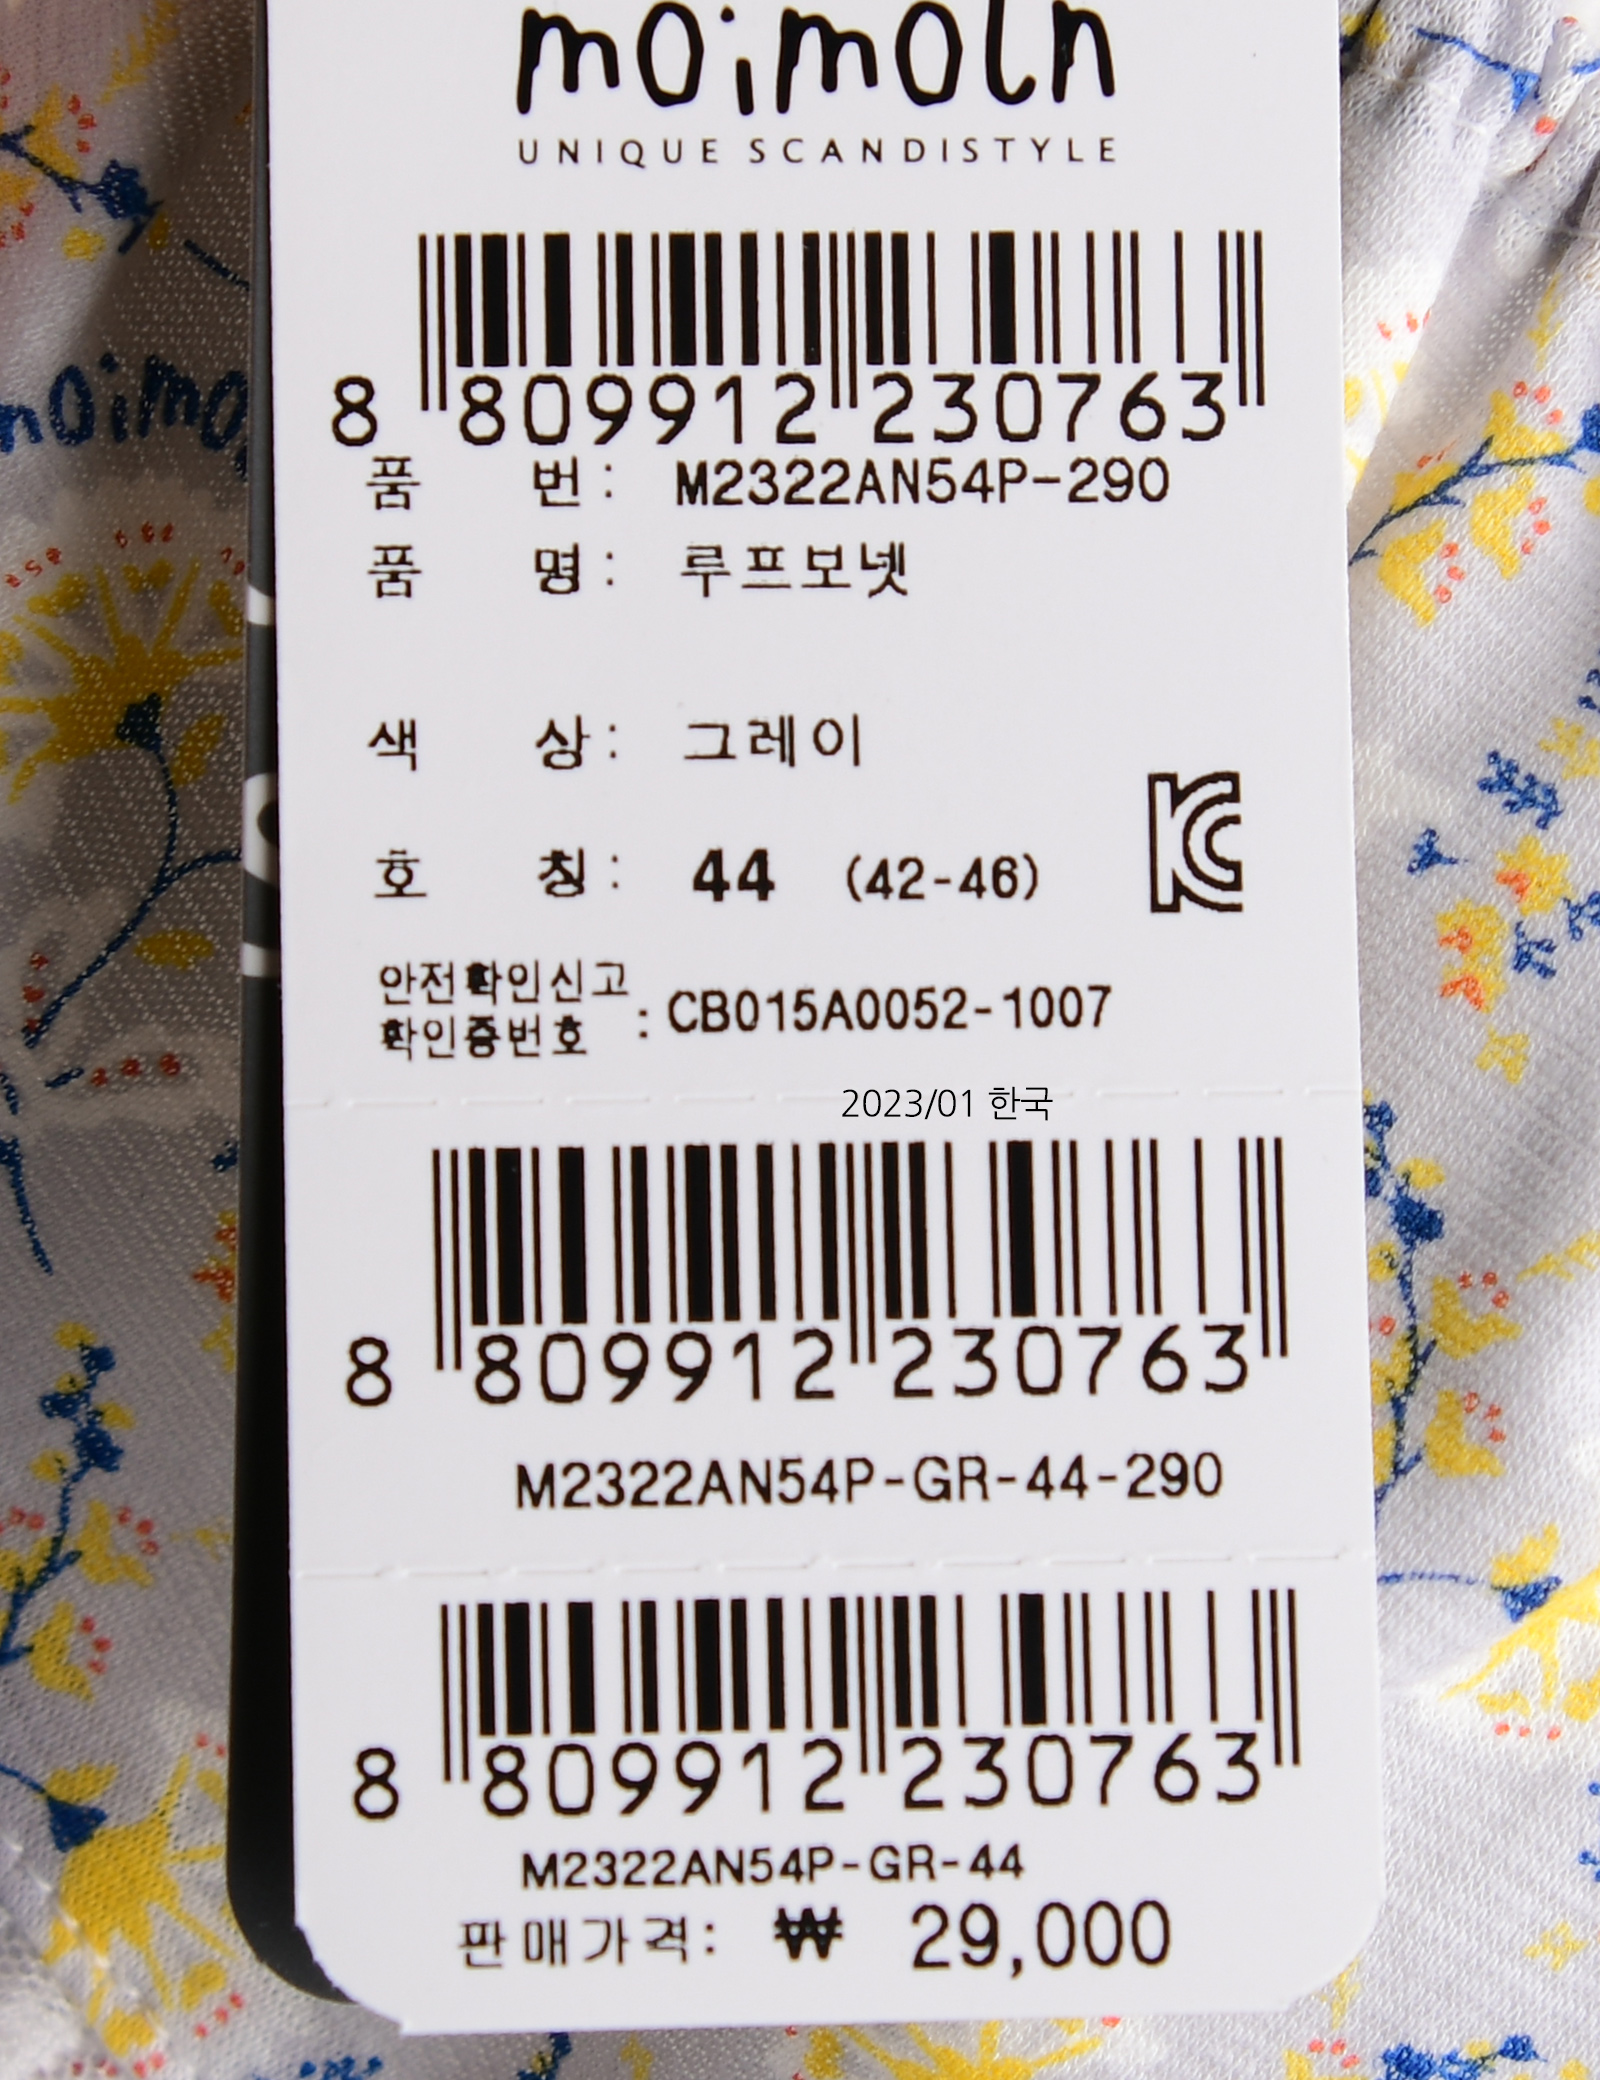 moimoln
UNIQUE SCANDISTYLE
8 809912 230763
품 번 : M2322AN54P-290
품 명 : 루프보넷
색 상 : 그레이
호 칭 : 44 (42-46)
안전확인신고
확인증번호 : CB015A0052-1007
2023/01 한국
8 809912 230763
M2322AN54P-GR-44-290
8 809912 230763
M2322AN54P-GR-44
판매가격: ₩ 29,000
moimo